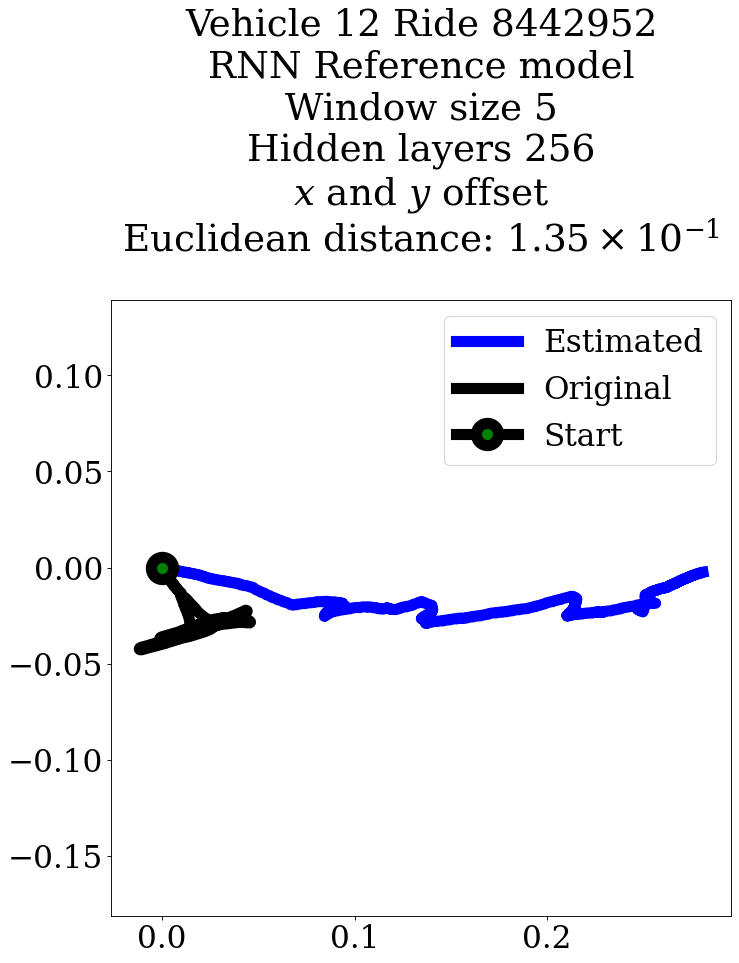 Vehicle 12 Ride 8442952
RNN Reference model
Window size 5
Hidden layers 256
x and y offset
Euclidean distance: 1.35 × 10⁻¹
Estimated
Original
Start
0.10
0.05
0.00
−0.05
−0.10
−0.15
0.0 0.1 0.2